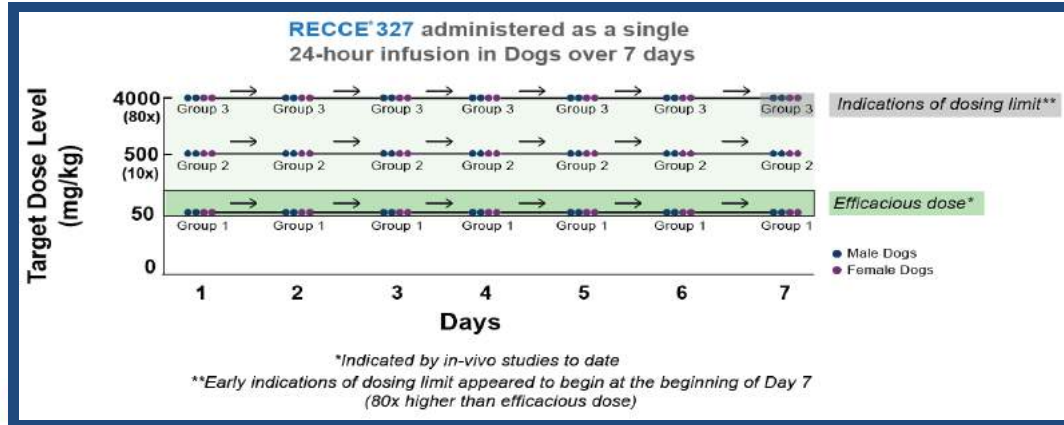 RECCE®327 administered as a single
24-hour infusion in Dogs over 7 days
Target Dose Level
(mg/kg)
4000
(80x)
Group 3 Group 3 Group 3 Group 3 Group 3 Group 3 Group 3
Indications of dosing limit**
500
(10x)
Group 2 Group 2 Group 2 Group 2 Group 2 Group 2 Group 2
50
Efficacious dose*
Group 1 Group 1 Group 1 Group 1 Group 1 Group 1 Group 1
Male Dogs
Female Dogs
0
1 2 3 4 5 6 7
Days
*Indicated by in-vivo studies to date
**Early indications of dosing limit appeared to begin at the beginning of Day 7
(80x higher than efficacious dose)